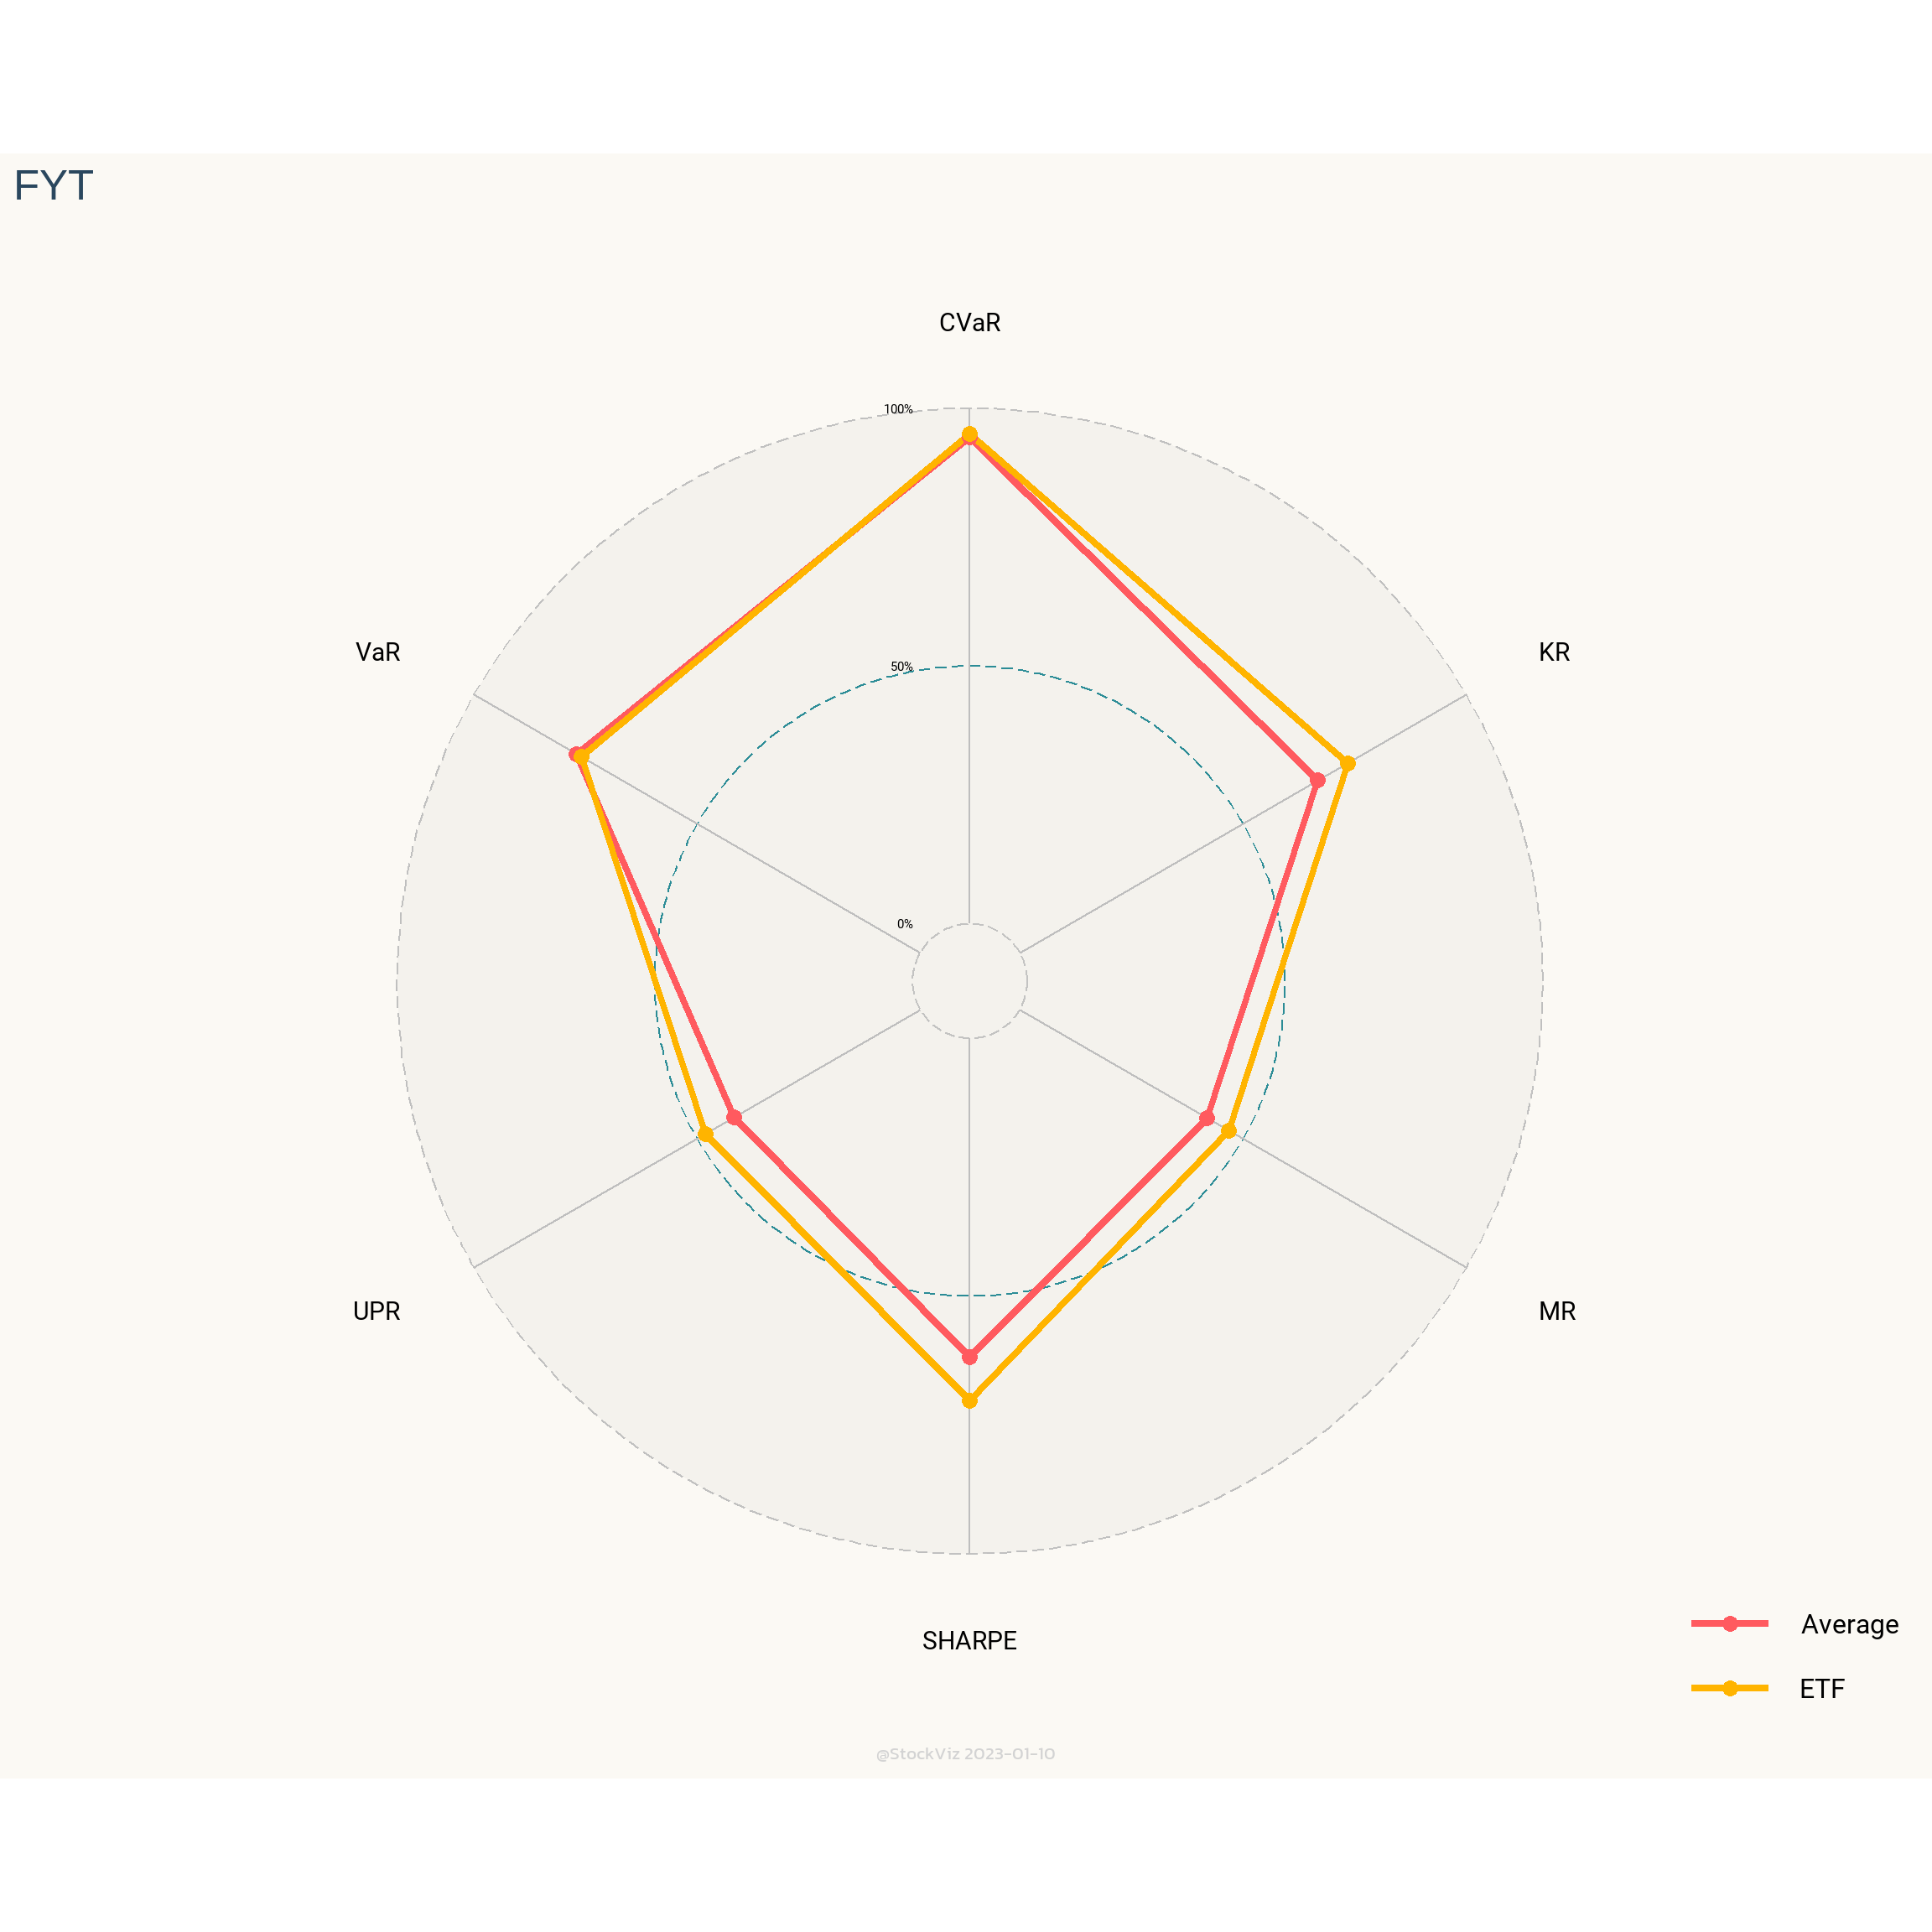 FYT
CVaR
100%
VaR
KR
50%
0%
UPR
MR
SHARPE
Average
ETF
@StockViz 2023-01-10